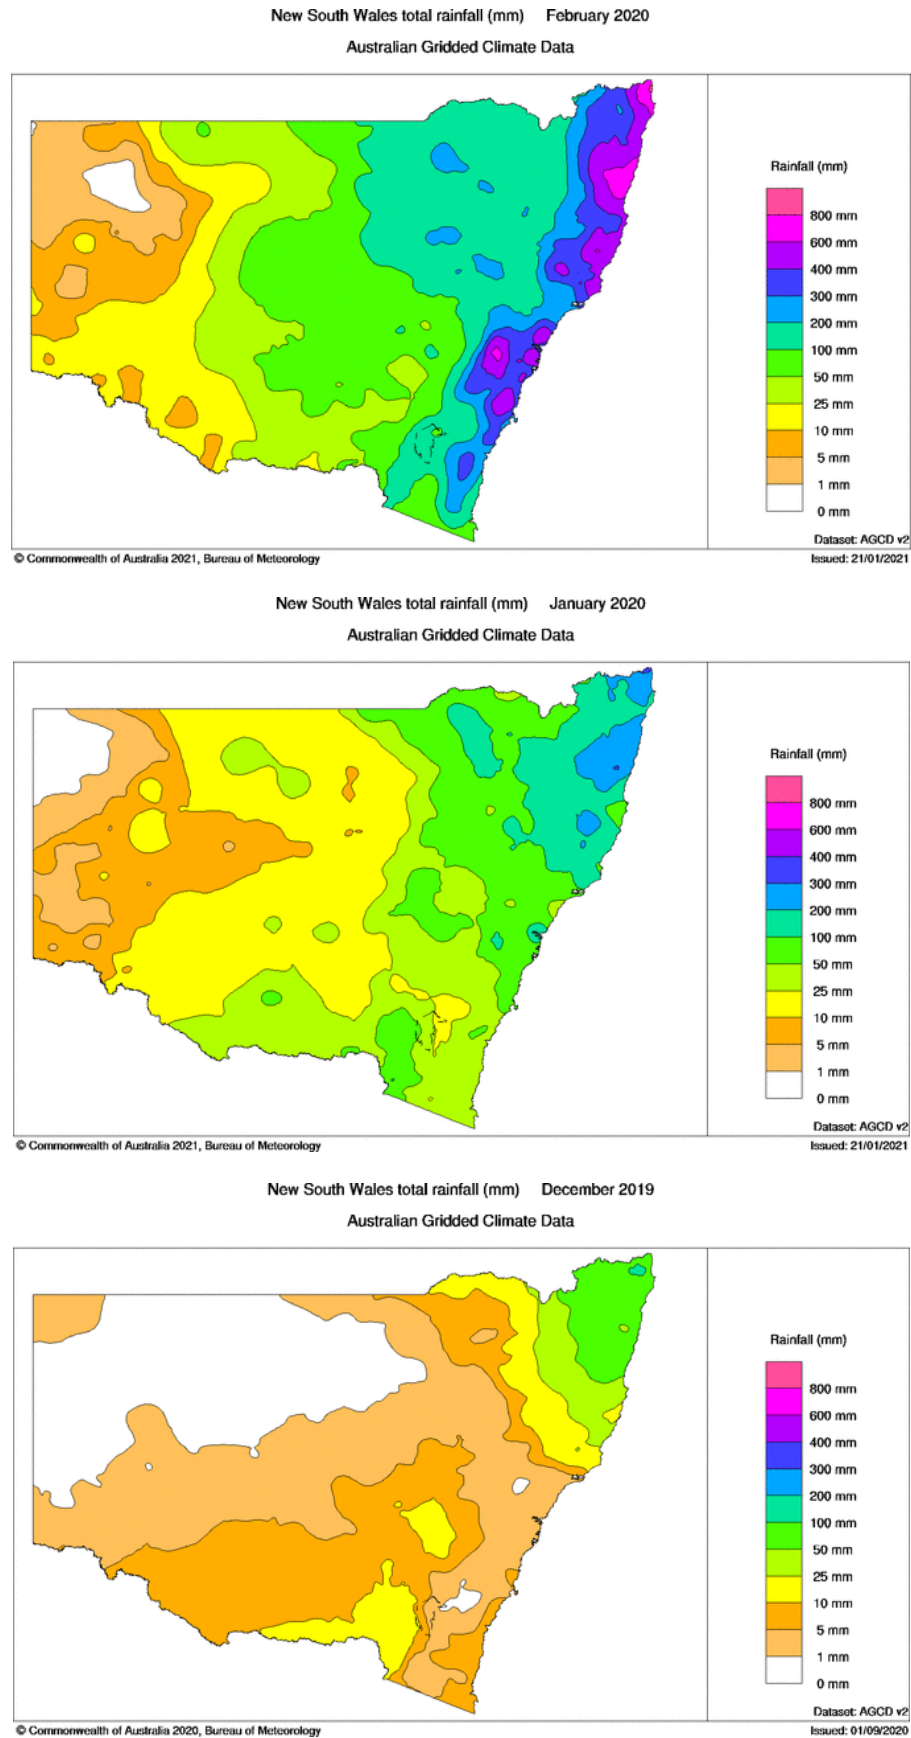 New South Wales total rainfall (mm) February 2020
Australian Gridded Climate Data
Rainfall (mm)
800 mm
600 mm
400 mm
300 mm
200 mm
100 mm
50 mm
25 mm
10 mm
5 mm
1 mm
0 mm
Dataset: AGCD v2
© Commonwealth of Australia 2021, Bureau of Meteorology Issued: 21/01/2021
New South Wales total rainfall (mm) January 2020
Australian Gridded Climate Data
Rainfall (mm)
800 mm
600 mm
400 mm
300 mm
200 mm
100 mm
50 mm
25 mm
10 mm
5 mm
1 mm
0 mm
Dataset: AGCD v2
© Commonwealth of Australia 2021, Bureau of Meteorology Issued: 21/01/2021
New South Wales total rainfall (mm) December 2019
Australian Gridded Climate Data
Rainfall (mm)
800 mm
600 mm
400 mm
300 mm
200 mm
100 mm
50 mm
25 mm
10 mm
5 mm
1 mm
0 mm
Dataset: AGCD v2
© Commonwealth of Australia 2020, Bureau of Meteorology Issued: 01/09/2020